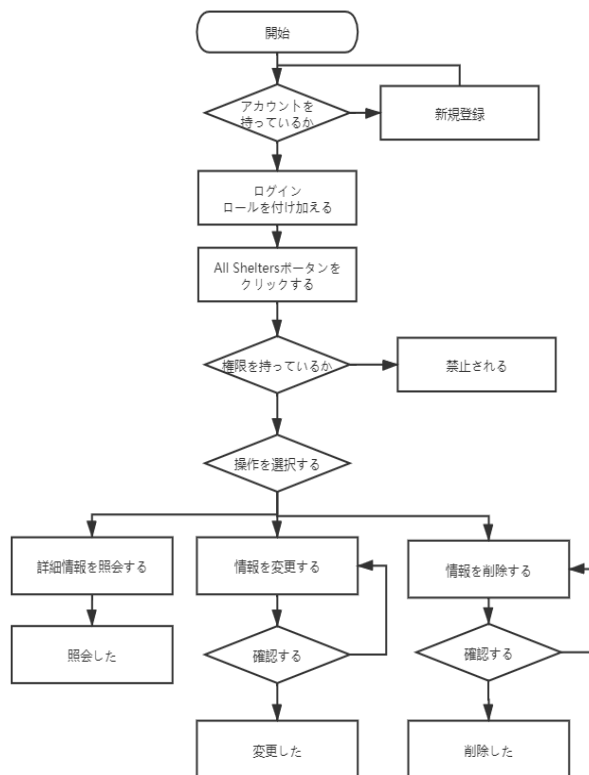 開始
アカウントを
持っているか
新規登録
ログイン
ロールを付け加える
All Sheltersポータンを
クリックする
権限を持っているか
禁止される
操作を選択する
詳細情報を照会する
情報を変更する
情報を削除する
照会した
確認する
確認する
変更した
削除した